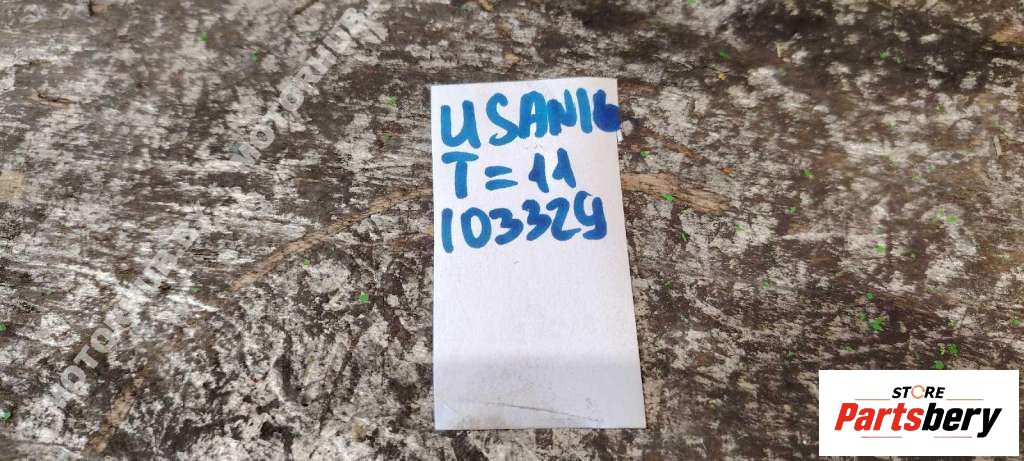 USAN16
T=11
103329
STORE
Partsbery